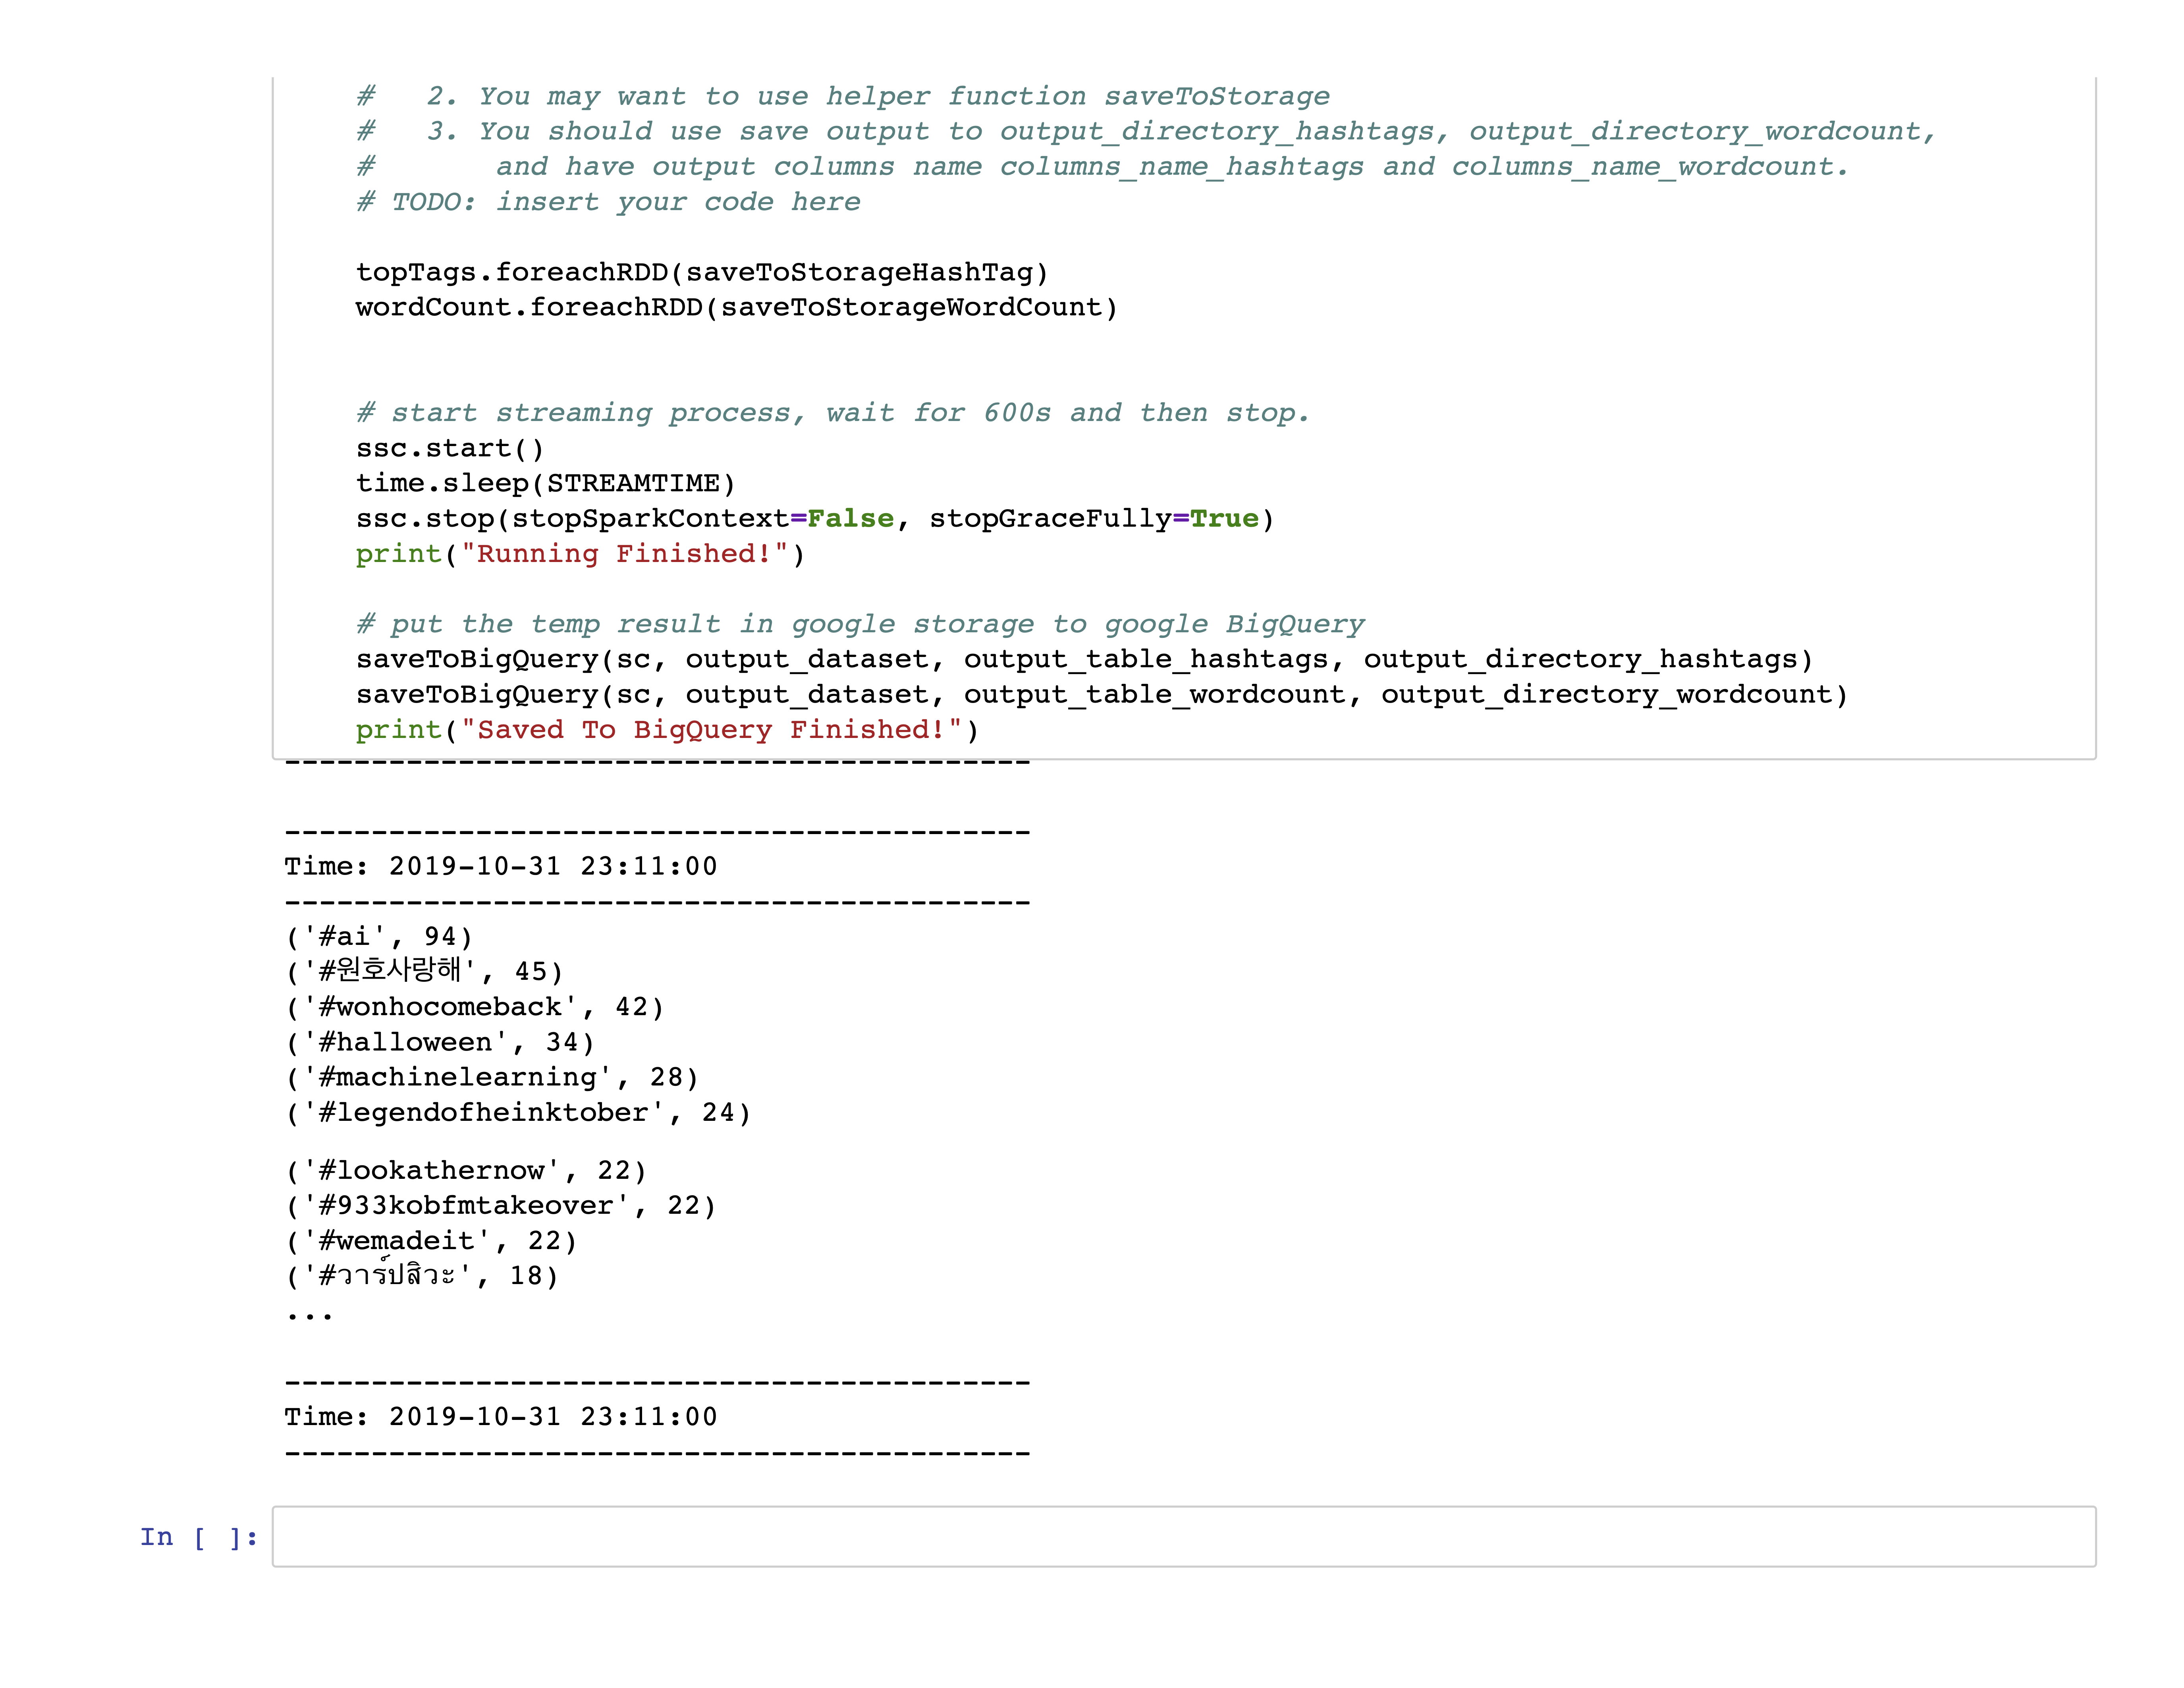 #   2. You may want to use helper function saveToStorage
#   3. You should use save output to output_directory_hashtags, output_directory_wordcount,
#       and have output columns name columns_name_hashtags and columns_name_wordcount.
# TODO: insert your code here
topTags.foreachRDD(saveToStorageHashTag)
wordCount.foreachRDD(saveToStorageWordCount)
# start streaming process, wait for 600s and then stop.
ssc.start()
time.sleep(STREAMTIME)
ssc.stop(stopSparkContext=False, stopGraceFully=True)
print("Running Finished!")
# put the temp result in google storage to google BigQuery
saveToBigQuery(sc, output_dataset, output_table_hashtags, output_directory_hashtags)
saveToBigQuery(sc, output_dataset, output_table_wordcount, output_directory_wordcount)
print("Saved To BigQuery Finished!")
-------------------------------------------
-------------------------------------------
Time: 2019-10-31 23:11:00
-------------------------------------------
('#ai', 94)
('#원호사랑해', 45)
('#wonhocomeback', 42)
('#halloween', 34)
('#machinelearning', 28)
('#legendofheinktober', 24)
('#lookathernow', 22)
('#933kobfmtakeover', 22)
('#wemadeit', 22)
('#วาร์ปสิวะ', 18)
...
-------------------------------------------
Time: 2019-10-31 23:11:00
-------------------------------------------
In [ ]: